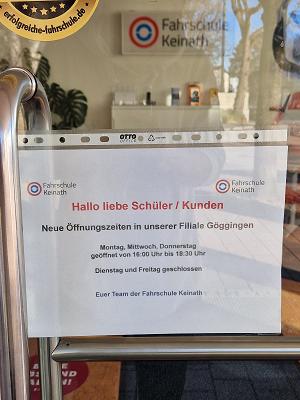 erfolgreiche-fahrschule.de
Fahrschule
Keinath
OTTO
OFFICE
Fahrschule
Keinath
Fahrschule
Keinath
Hallo liebe Schüler / Kunden
Neue Öffnungszeiten in unserer Filiale Göggingen
Montag, Mittwoch, Donnerstag
geöffnet von 16:00 Uhr bis 18:30 Uhr
Dienstag und Freitag geschlossen
Euer Team der Fahrschule Keinath